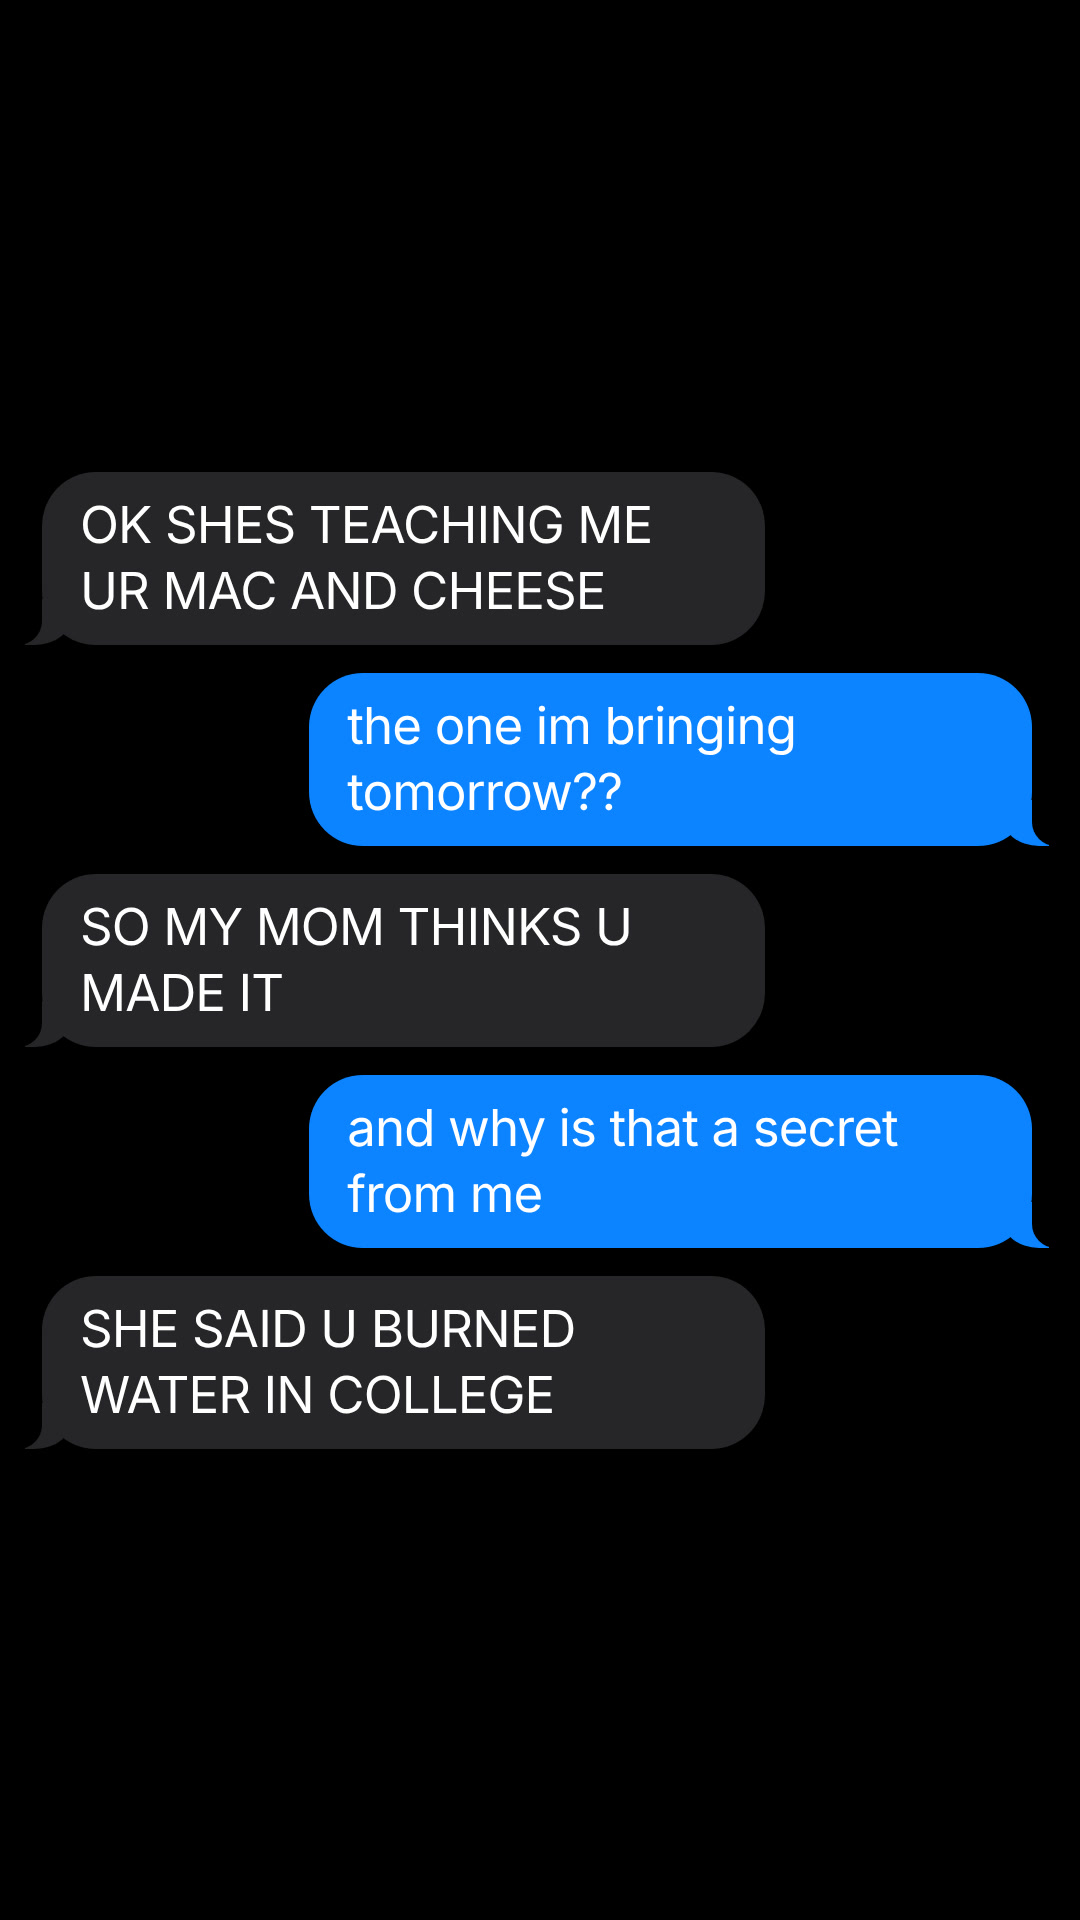 OK SHES TEACHING ME
UR MAC AND CHEESE
the one im bringing
tomorrow??
SO MY MOM THINKS U
MADE IT
and why is that a secret
from me
SHE SAID U BURNED
WATER IN COLLEGE